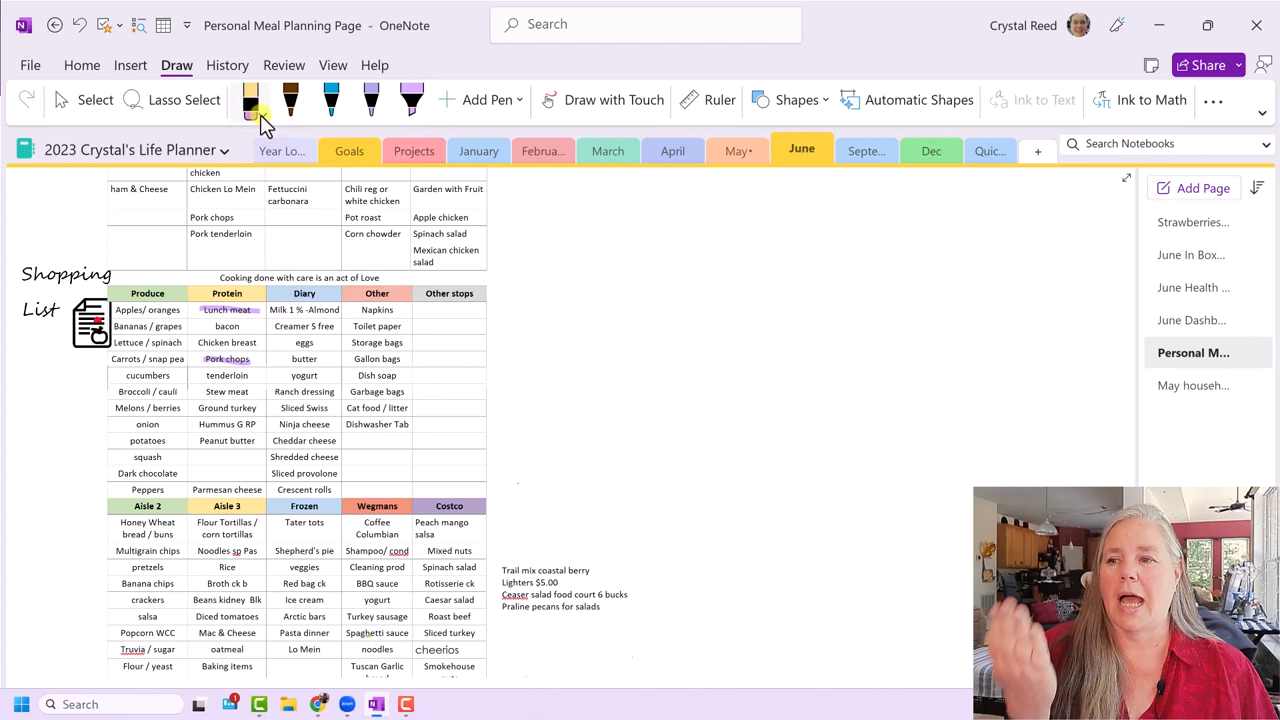 Personal Meal Planning Page - OneNote
Search
Crystal Reed
File Home Insert Draw History Review View Help
Share
Select Lasso Select Add Pen Draw with Touch Ruler Shapes Automatic Shapes Ink to Text Ink to Math
2023 Crystal's Life Planner Year Lo... Goals Projects January Februa... March April May June Septe... Dec Quic... + Search Notebooks
Add Page
Strawberries...
June In Box...
June Health ...
June Dashb...
Personal M...
May househ...
chicken
ham & Cheese Chicken Lo Mein Fettuccini carbonara Chili reg or white chicken Garden with Fruit
Pork chops Pot roast Apple chicken
Pork tenderloin Corn chowder Spinach salad
Mexican chicken salad
Cooking done with care is an act of Love
Shopping
List
Produce Protein Diary Other Other stops
Apples/ oranges Lunch meat Milk 1 % -Almond Napkins
Bananas / grapes bacon Creamer S free Toilet paper
Lettuce / spinach Chicken breast eggs Storage bags
Carrots / snap pea Pork chops butter Gallon bags
cucumbers tenderloin yogurt Dish soap
Broccoli / cauli Stew meat Ranch dressing Garbage bags
Melons / berries Ground turkey Sliced Swiss Cat food / litter
onion Hummus G RP Ninja cheese Dishwasher Tab
potatoes Peanut butter Cheddar cheese
squash Shredded cheese
Dark chocolate Sliced provolone
Peppers Parmesan cheese Crescent rolls
Aisle 2 Aisle 3 Frozen Wegmans Costco
Honey Wheat bread / buns Flour Tortillas / corn tortillas Tater tots Coffee Columbian Peach mango salsa
Multigrain chips Noodles sp Pas Shepherd's pie Shampoo/ cond Mixed nuts
pretzels Rice veggies Cleaning prod Spinach salad
Banana chips Broth ck b Red bag ck BBQ sauce Rotisserie ck
crackers Beans kidney Blk Ice cream yogurt Caesar salad
salsa Diced tomatoes Arctic bars Turkey sausage Roast beef
Popcorn WCC Mac & Cheese Pasta dinner Spaghetti sauce Sliced turkey
Truvia / sugar oatmeal Lo Mein noodles cheerios
Flour / yeast Baking items Tuscan Garlic Smokehouse
Trail mix coastal berry
Lighters $5.00
Ceaser salad food court 6 bucks
Praline pecans for salads
Search